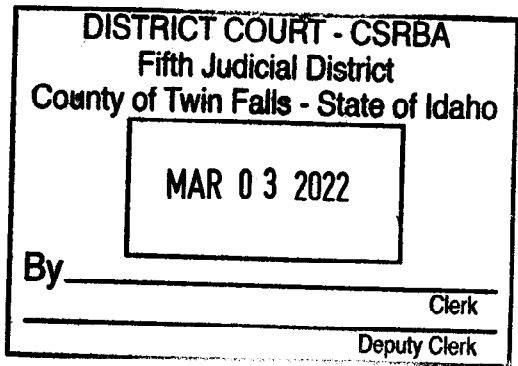 DISTRICT COURT - CSRBA
Fifth Judicial District
County of Twin Falls - State of Idaho
MAR 03 2022
By
Clerk
Deputy Clerk